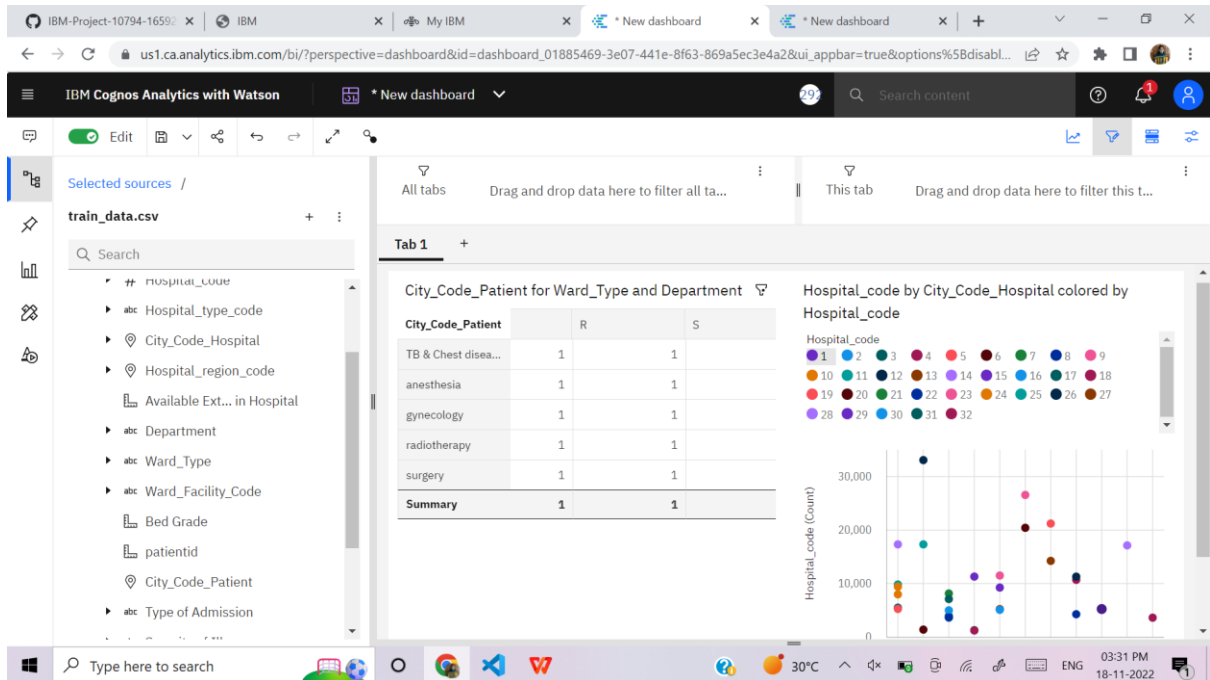 IBM-Project-10794-16592
IBM
My IBM
* New dashboard
* New dashboard
us1.ca.analytics.ibm.com/bi/?perspective=dashboard&id=dashboard_01885469-3e07-441e-8f63-869a5ec3e4a2&ui_appbar=true&options%5Bdisabl...
IBM Cognos Analytics with Watson
* New dashboard
Search content
1
Edit
Selected sources /
All tabs
Drag and drop data here to filter all ta...
This tab
Drag and drop data here to filter this t...
train_data.csv
Search
Tab 1
Hospital_code
abc Hospital_type_code
City_Code_Hospital
Hospital_region_code
Available Ext... in Hospital
abc Department
abc Ward_Type
abc Ward_Facility_Code
Bed Grade
patientid
City_Code_Patient
abc Type of Admission
City_Code_Patient for Ward_Type and Department
City_Code_Patient R S
TB & Chest disea... 1 1
anesthesia 1 1
gynecology 1 1
radiotherapy 1 1
surgery 1 1
Summary 1 1
Hospital_code by City_Code_Hospital colored by
Hospital_code
Hospital_code
1 2 3 4 5 6 7 8 9
10 11 12 13 14 15 16 17 18
19 20 21 22 23 24 25 26 27
28 29 30 31 32
Hospital_code (Count)
30,000
20,000
10,000
0
Type here to search
30°C
ENG
03:31 PM
18-11-2022
1